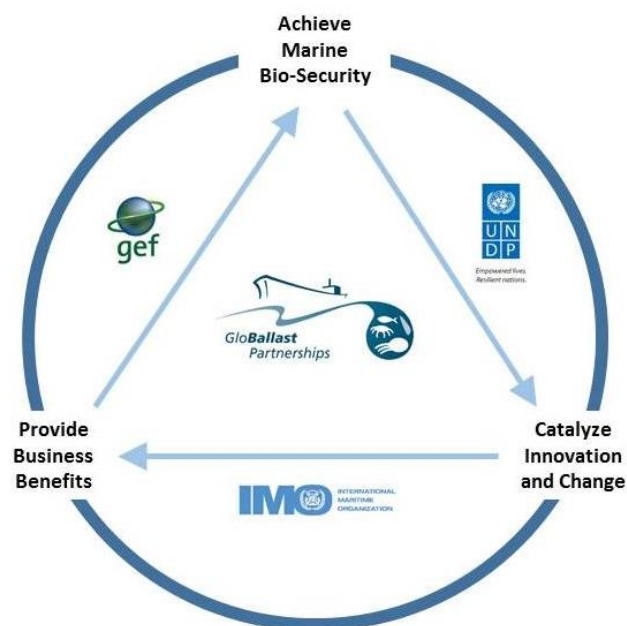 Achieve
Marine
Bio-Security
gef
U N
D P
Empowered lives.
Resilient nations.
GloBallast
Partnerships
Provide
Business
Benefits
Catalyze
Innovation
and Change
IMO
INTERNATIONAL
MARITIME
ORGANIZATION